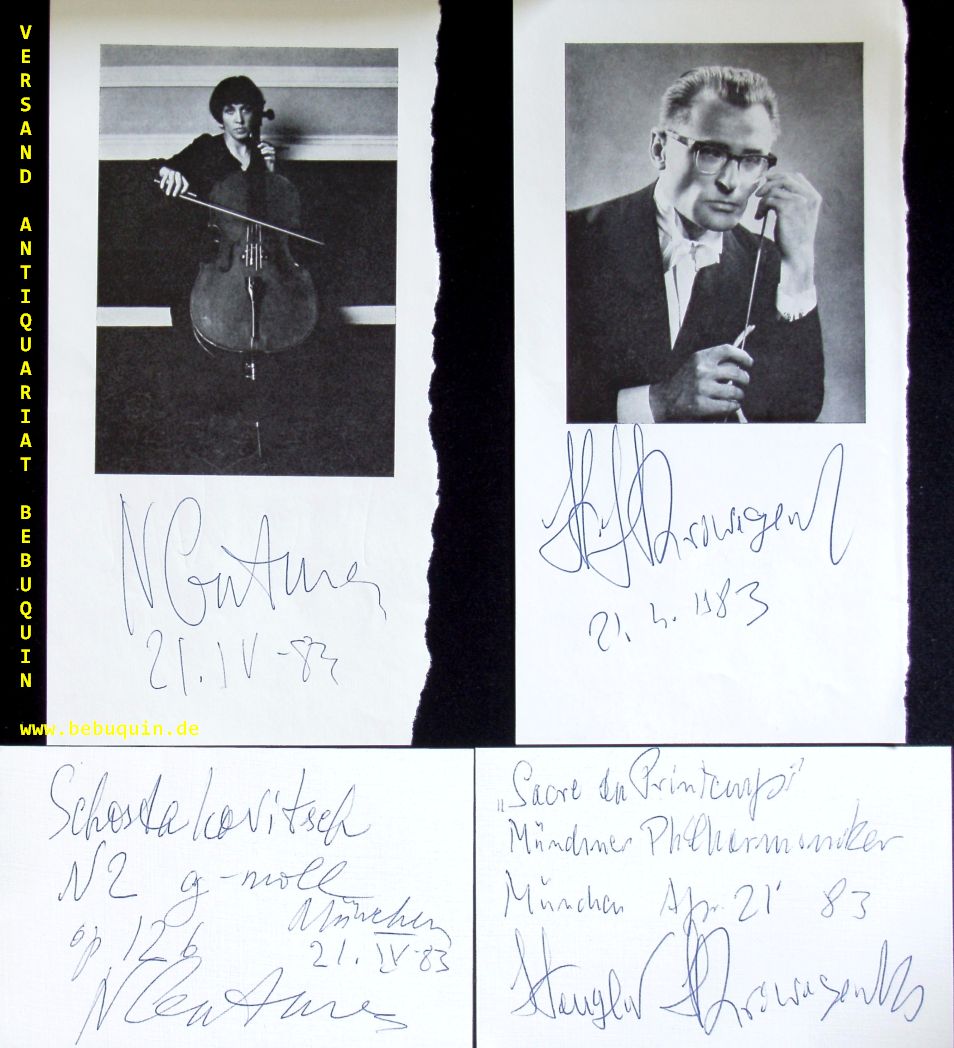 VERSAND ANTIQUARIAT BEBUQUIN
21.IV-83
21. 4. 1983
www.bebuquin.de
Schostakovitsch
N2 g-moll
op 126
München
21.IV-83
„Sacre du Printemps"
Münchner Philharmoniker
München Apr 21' 83